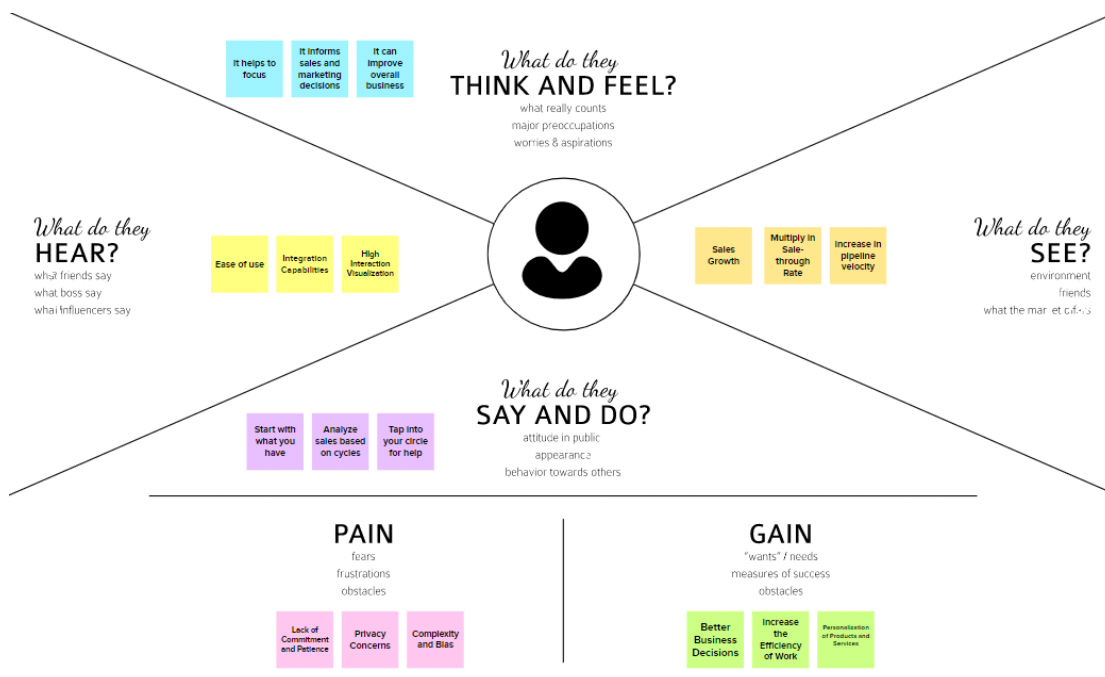 It helps to
focus
It informs
sales and
marketing
decisions
It can
improve
overall
business
What do they
THINK AND FEEL?
what really counts
major preoccupations
worries & aspirations
What do they
HEAR?
what friends say
what boss say
what influencers say
Ease of use
Integration
Capabilities
High
Interaction
Visualization
Sales
Growth
Multiply in
Sale-
through
Rate
Increase in
pipeline
velocity
What do they
SEE?
environment
friends
what the
What do they
SAY AND DO?
attitude in public
appearance
behavior towards others
Start with
what you
have
Analyze
sales based
on cycles
Tap into
your circle
for help
PAIN
fears
frustrations
obstacles
Lack of
Commitment
and Patience
Privacy
Concerns
Complexity
and Bias
GAIN
"wants" / needs
measures of success
obstacles
Better
Business
Decisions
Increase
the
Efficiency
of Work
Personalization
of Products and
Services